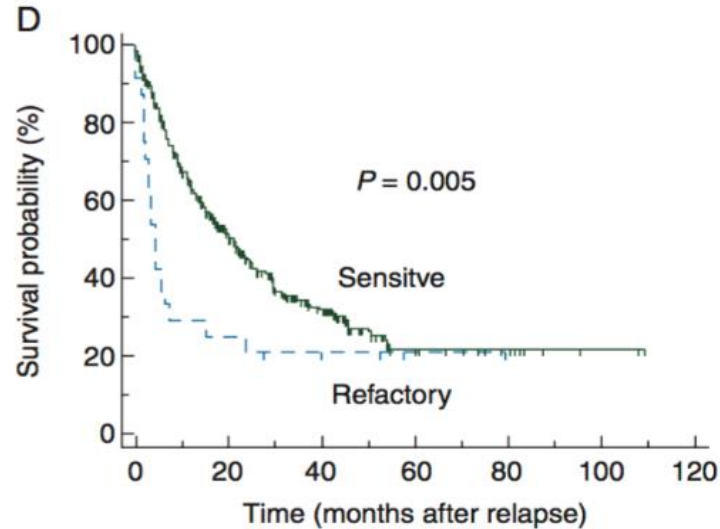 D
Survival probability (%)
100
80
60
40
20
0
P = 0.005
Sensitve
Refactory
0 20 40 60 80 100 120
Time (months after relapse)